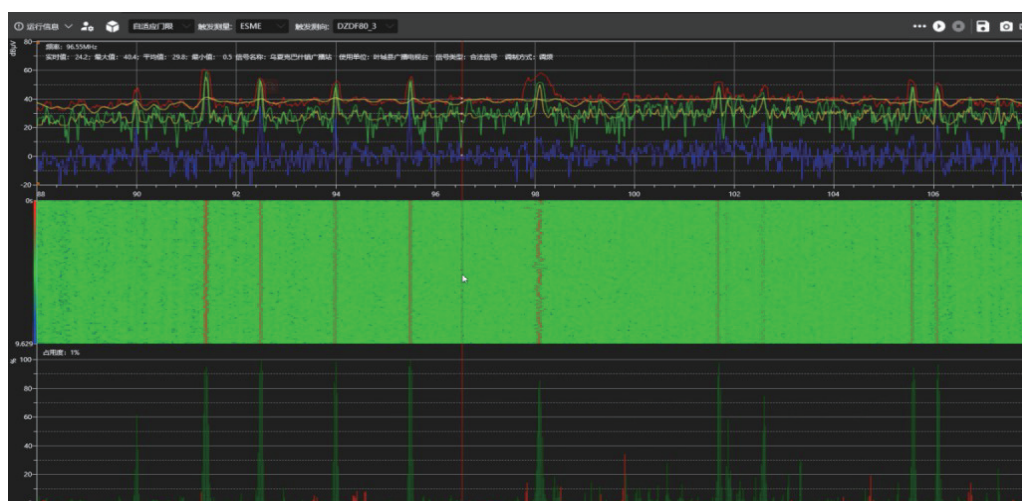 运行信息 自适应门限 触发测量: ESME 触发测向: DZDF80_3
dBμV
80
频率: 96.55MHz
实时值: 24.2; 最大值: 40.4; 平均值: 29.8; 最小值: 0.5 信号名称: 乌夏克巴什镇广播站 使用单位: 叶城县广播电视台 信号类型: 合法信号 调制方式: 调频
60
40
20
0
-20
88 90 92 94 96 98 100 102 104 106
0s
9.629
占用度: 1%
% 100
80
60
40
20